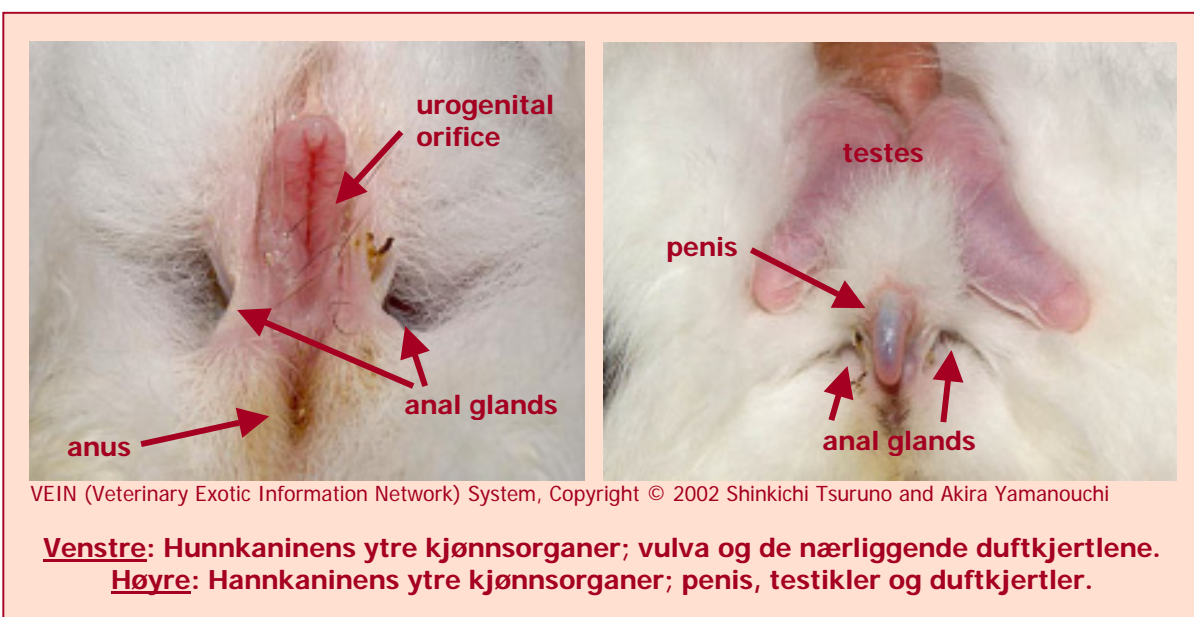 urogenital
orifice
anal glands
anus
testes
penis
anal glands
VEIN (Veterinary Exotic Information Network) System, Copyright © 2002 Shinkichi Tsuruno and Akira Yamanouchi
Venstre: Hunnkaninens ytre kjønnsorganer; vulva og de nærliggende duftkjertlene.
Høyre: Hannkaninens ytre kjønnsorganer; penis, testikler og duftkjertler.